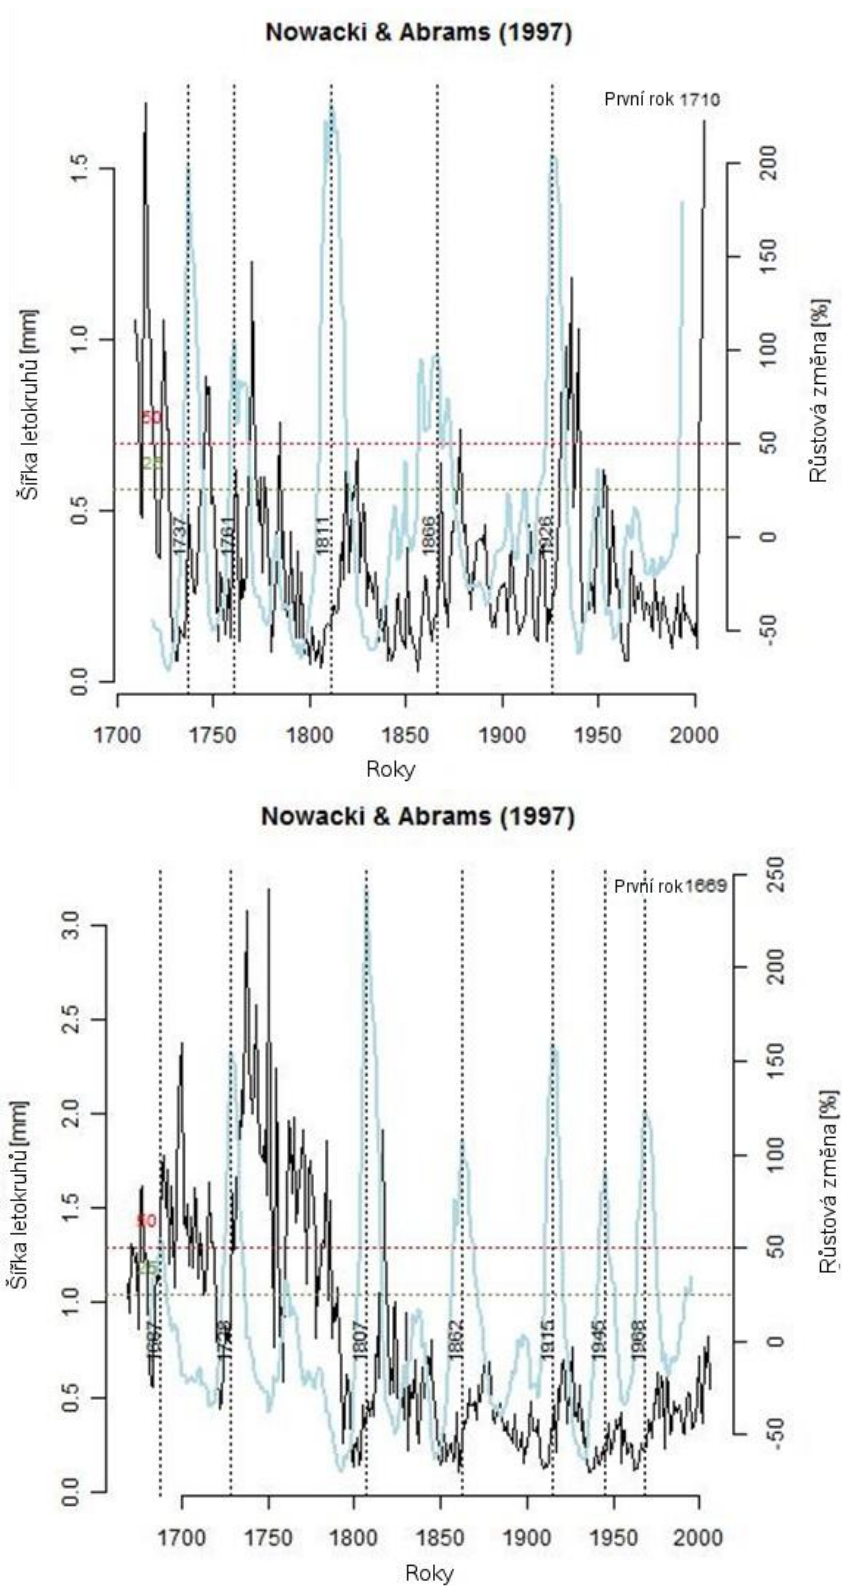 Nowacki & Abrams (1997)
První rok 1710
Šířka letokruhů [mm]
0.0 0.5 1.0 1.5
50
25
1737 1761 1811 1866 1926
-50 0 50 100 150 200
Růstová změna [%]
1700 1750 1800 1850 1900 1950 2000
Roky
Nowacki & Abrams (1997)
První rok 1669
Šířka letokruhů [mm]
0.0 0.5 1.0 1.5 2.0 2.5 3.0
50
25
1687 1728 1807 1862 1915 1945 1968
-50 0 50 100 150 200 250
Růstová změna [%]
1700 1750 1800 1850 1900 1950 2000
Roky